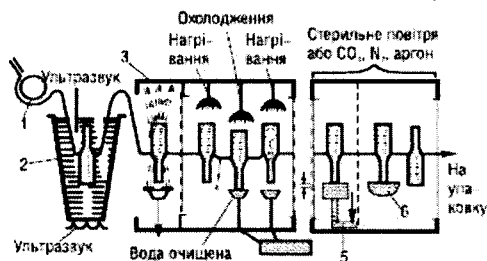 Охолодження
Нагрі-
вання
Нагрі-
вання
Стерильне повітря
або CO₂, N₂, аргон
Ультразвук
3
1
2
На
упа-
ковку
6
5
Вода очищена
Ультразвук